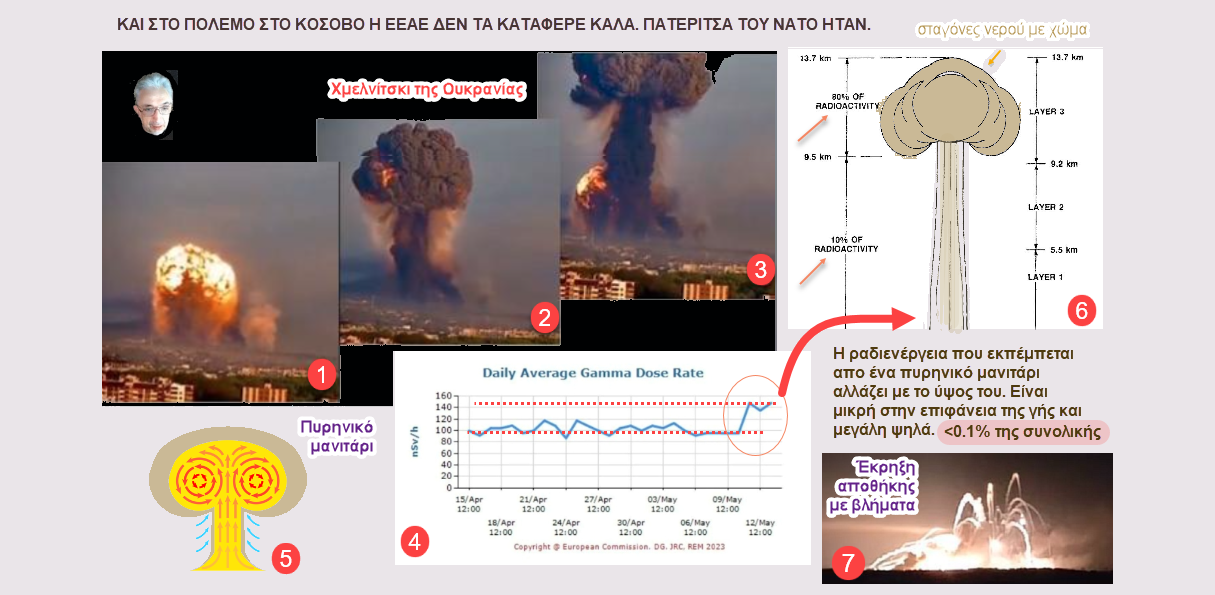 ΚΑΙ ΣΤΟ ΠΟΛΕΜΟ ΣΤΟ ΚΟΣΟΒΟ Η ΕΕΑΕ ΔΕΝ ΤΑ ΚΑΤΑΦΕΡΕ ΚΑΛΑ. ΠΑΤΕΡΙΤΣΑ ΤΟΥ ΝΑΤΟ ΗΤΑΝ.
σταγόνες νερού με χώμα
Χμελνίτσκι της Ουκρανίας
1
2
3
13.7 km
13.7 km
80% OF
RADIOACTIVITY
LAYER 3
9.5 km
9.2 km
LAYER 2
10% OF
RADIOACTIVITY
5.5 km
LAYER 1
6
Daily Average Gamma Dose Rate
nSv/h
160
140
120
100
80
60
40
20
0
15/Apr 21/Apr 27/Apr 03/May 09/May
12:00 12:00 12:00 12:00 12:00
18/Apr 24/Apr 30/Apr 06/May 12/May
12:00 12:00 12:00 12:00 12:00
Copyright @ European Commission. DG. JRC, REM 2023
4
Πυρηνικό
μανιτάρι
5
Η ραδιενέργεια που εκπέμπεται
απο ένα πυρηνικό μανιτάρι
αλλάζει με το ύψος του. Είναι
μικρή στην επιφάνεια της γής και
μεγάλη ψηλά. <0.1% της συνολικής
Έκρηξη
αποθήκης
με βλήματα
7